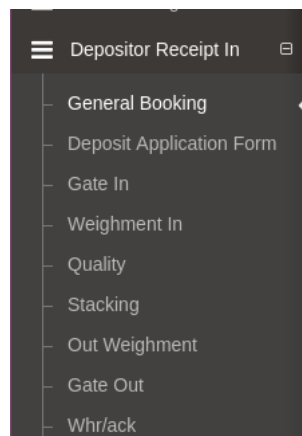 Depositor Receipt In
General Booking
Deposit Application Form
Gate In
Weighment In
Quality
Stacking
Out Weighment
Gate Out
Whr/ack